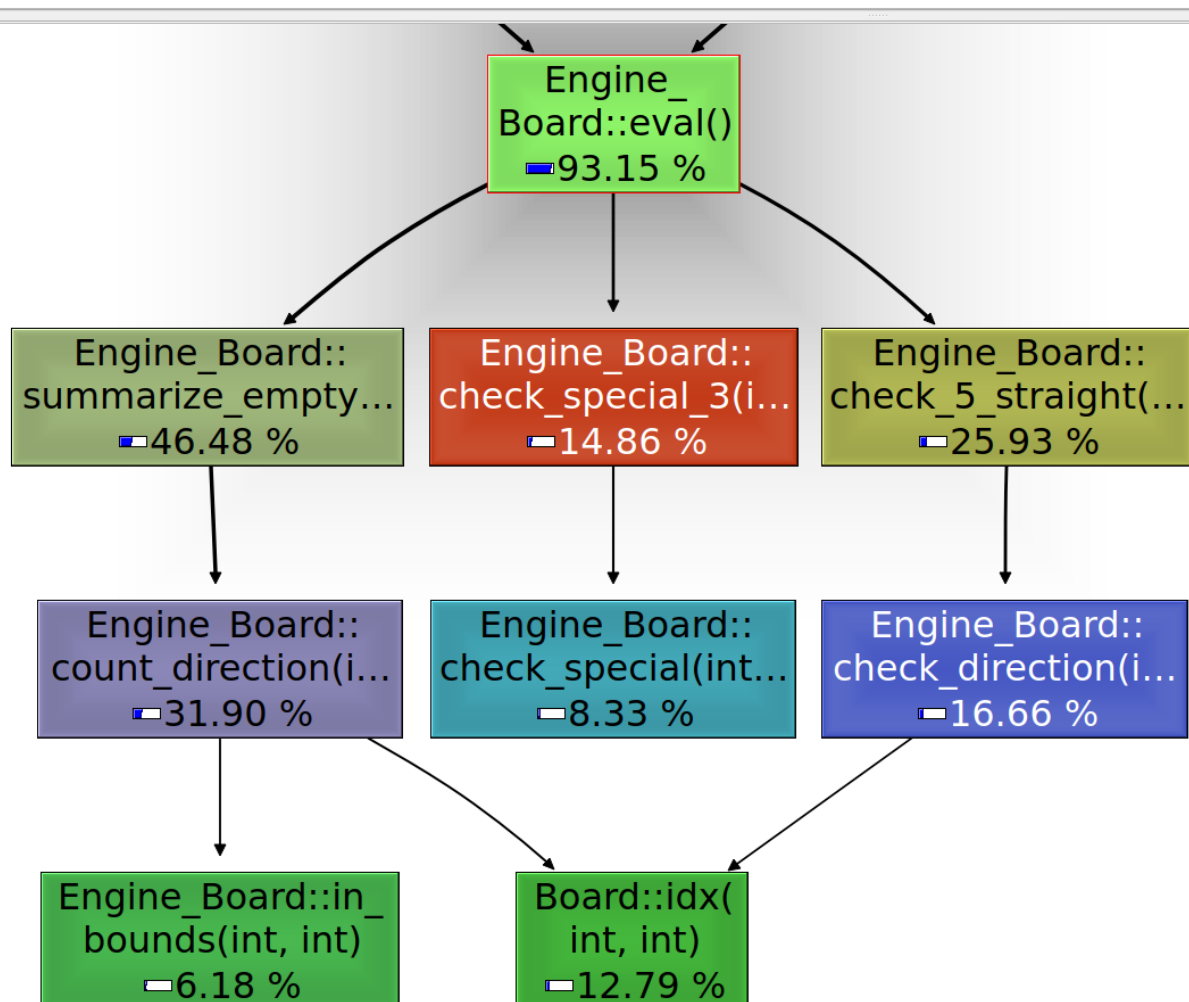 Engine_
Board::eval()
93.15 %
Engine_Board::
summarize_empty...
46.48 %
Engine_Board::
check_special_3(i...
14.86 %
Engine_Board::
check_5_straight(...
25.93 %
Engine_Board::
count_direction(i...
31.90 %
Engine_Board::
check_special(int...
8.33 %
Engine_Board::
check_direction(i...
16.66 %
Engine_Board::in_
bounds(int, int)
6.18 %
Board::idx(
int, int)
12.79 %